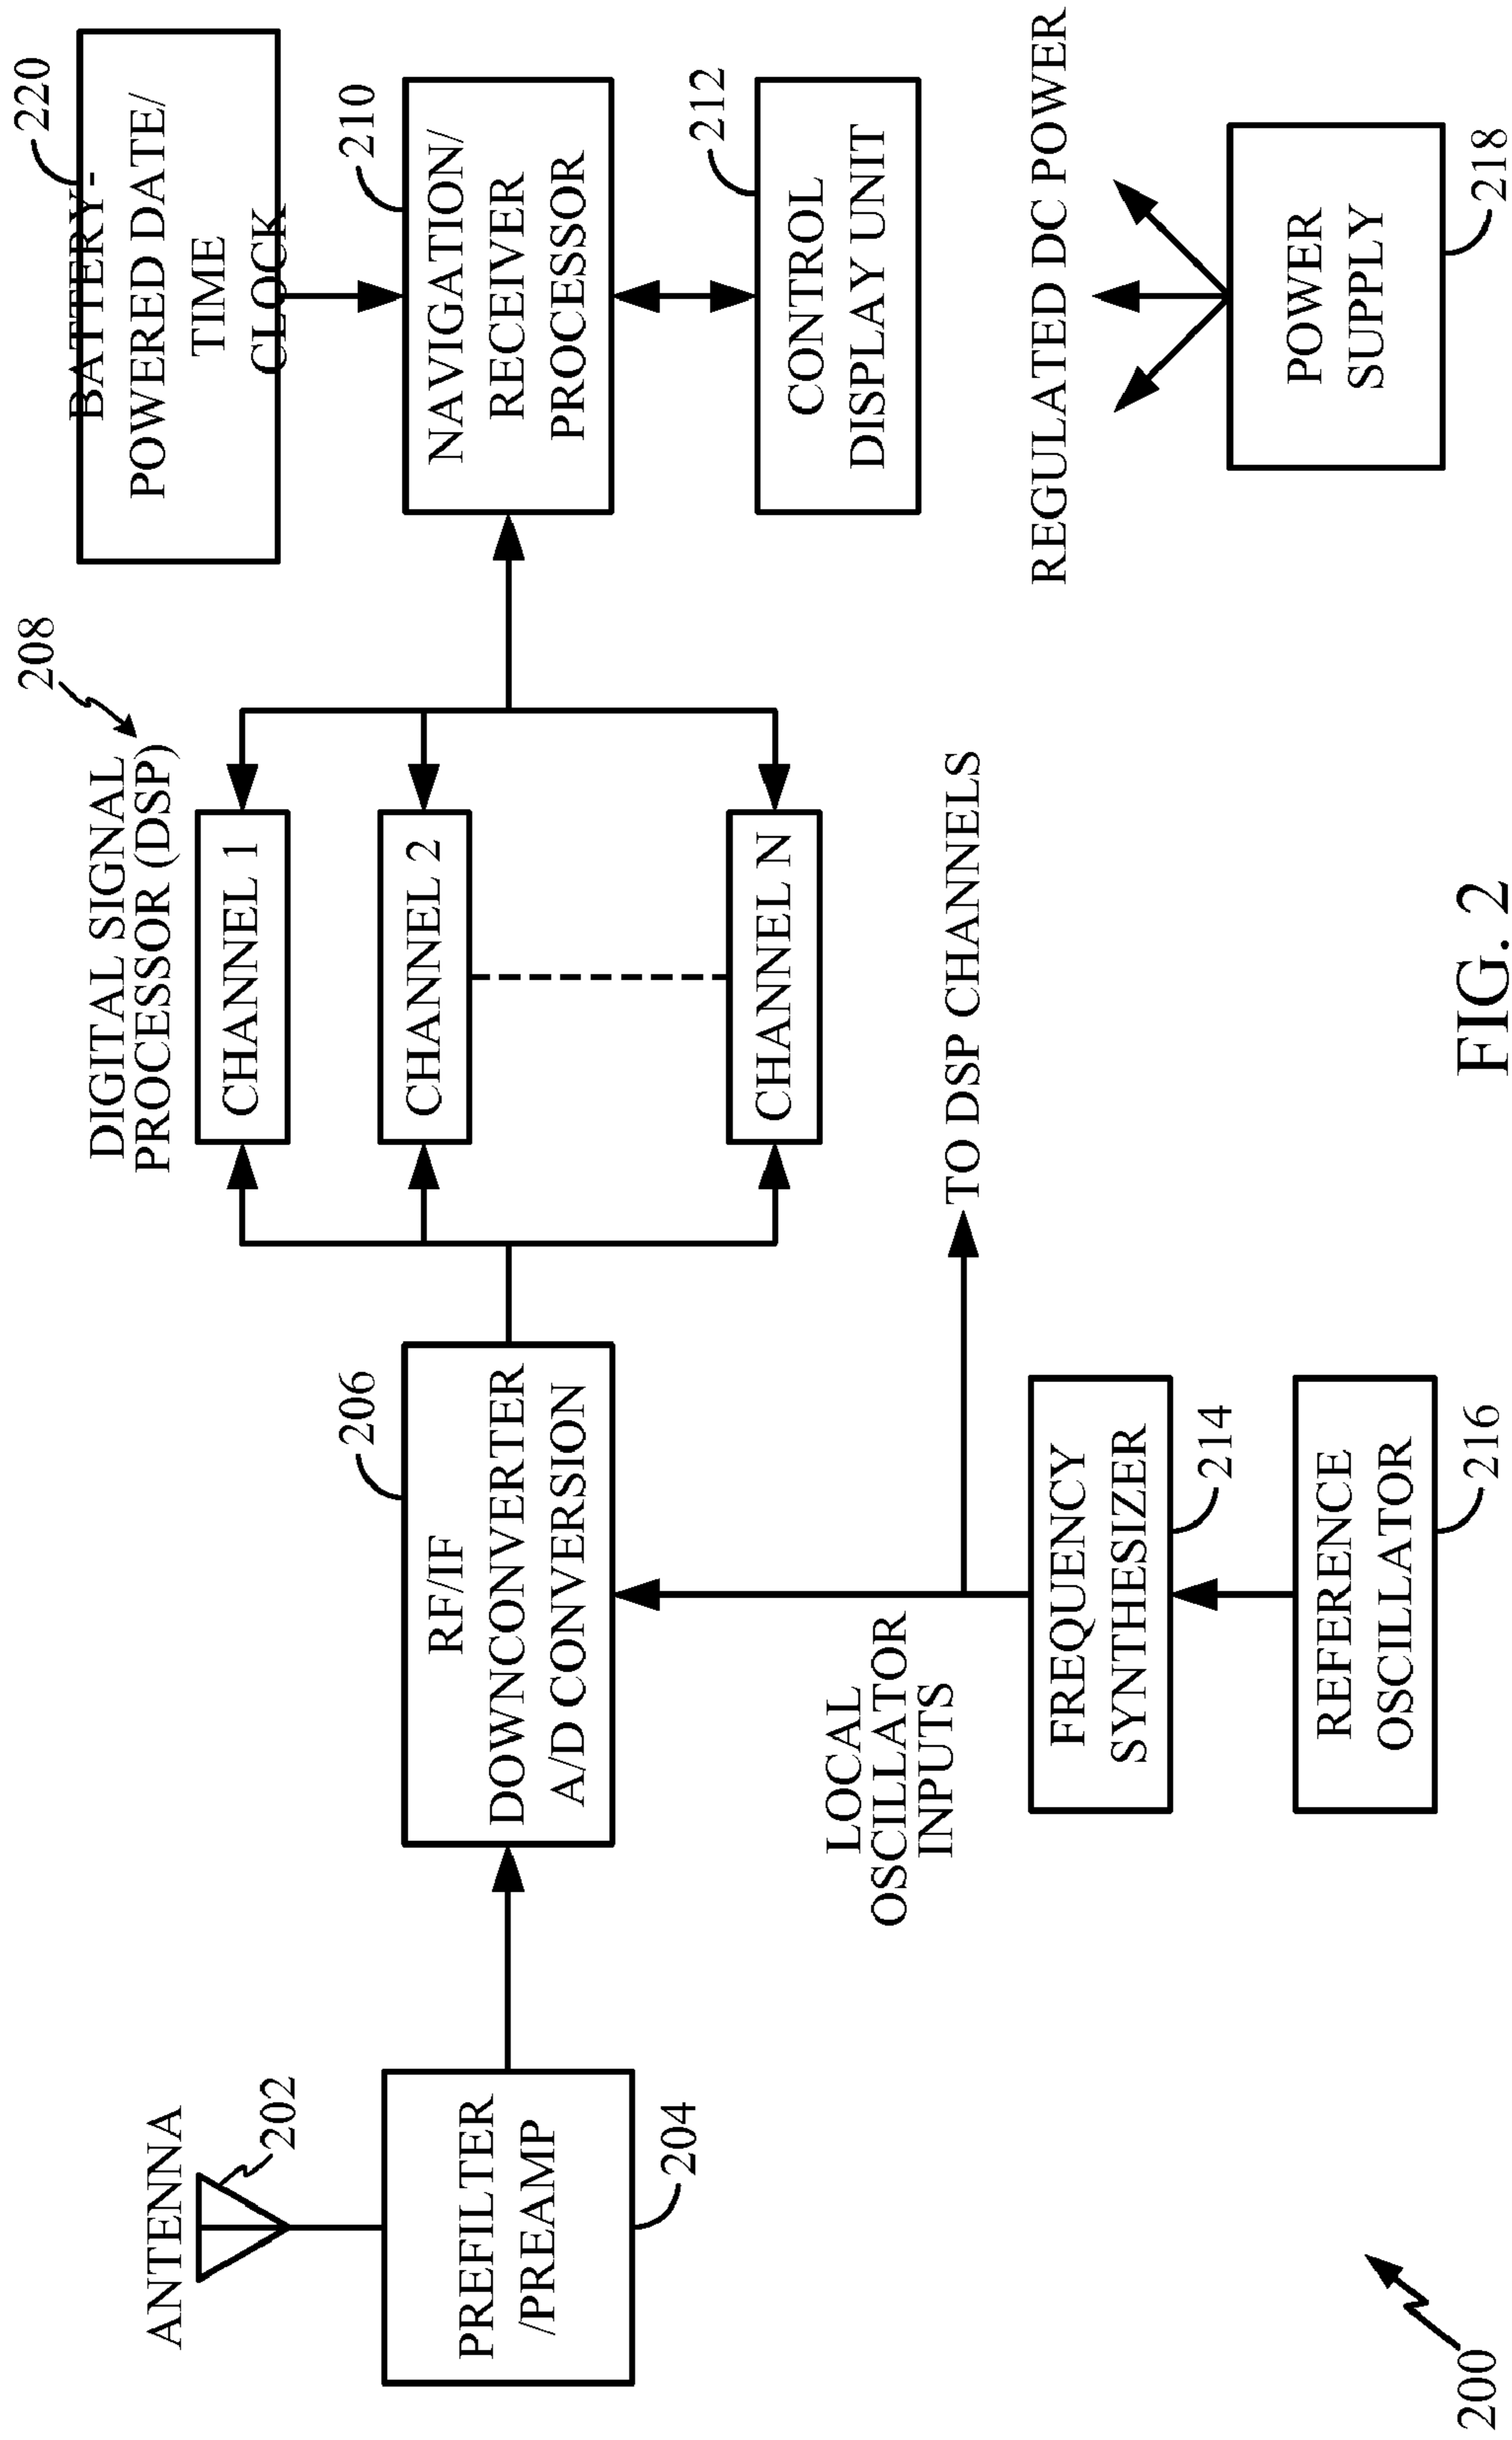 ANTENNA
202
PREFILTER
/PREAMP
204
206
RF/IF
DOWNCONVERTER
A/D CONVERSION
LOCAL
OSCILLATOR
INPUTS
FREQUENCY
SYNTHESIZER
214
REFERENCE
OSCILLATOR
216
TO DSP CHANNELS
208
DIGITAL SIGNAL
PROCESSOR (DSP)
CHANNEL 1
CHANNEL 2
CHANNEL N
220
BATTERY-
POWERED DATE/
TIME
CLOCK
210
NAVIGATION/
RECEIVER
PROCESSOR
212
CONTROL
DISPLAY UNIT
REGULATED DC POWER
POWER
SUPPLY
218
200
FIG. 2